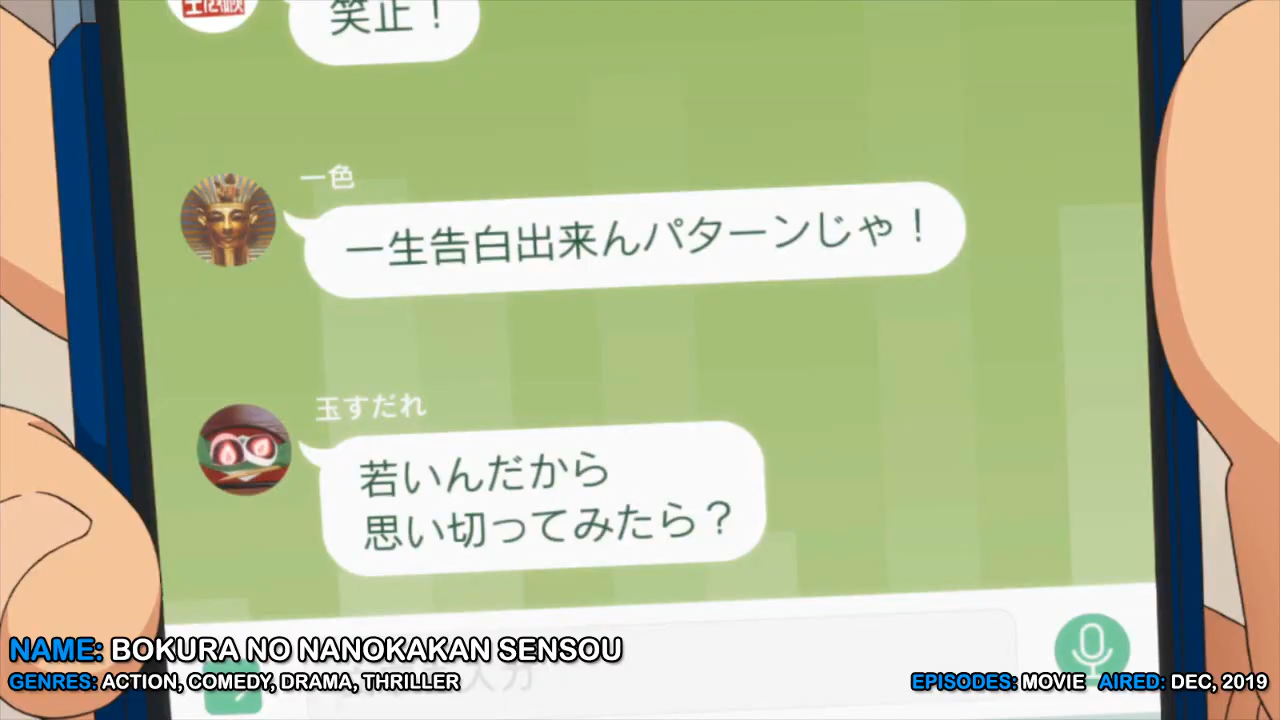 笑止！
一色
一生告白出来んパターンじゃ！
玉すだれ
若いんだから
思い切ってみたら？
NAME: BOKURA NO NANOKAKAN SENSOU
GENRES: ACTION, COMEDY, DRAMA, THRILLER
EPISODES: MOVIE AIRED: DEC, 2019